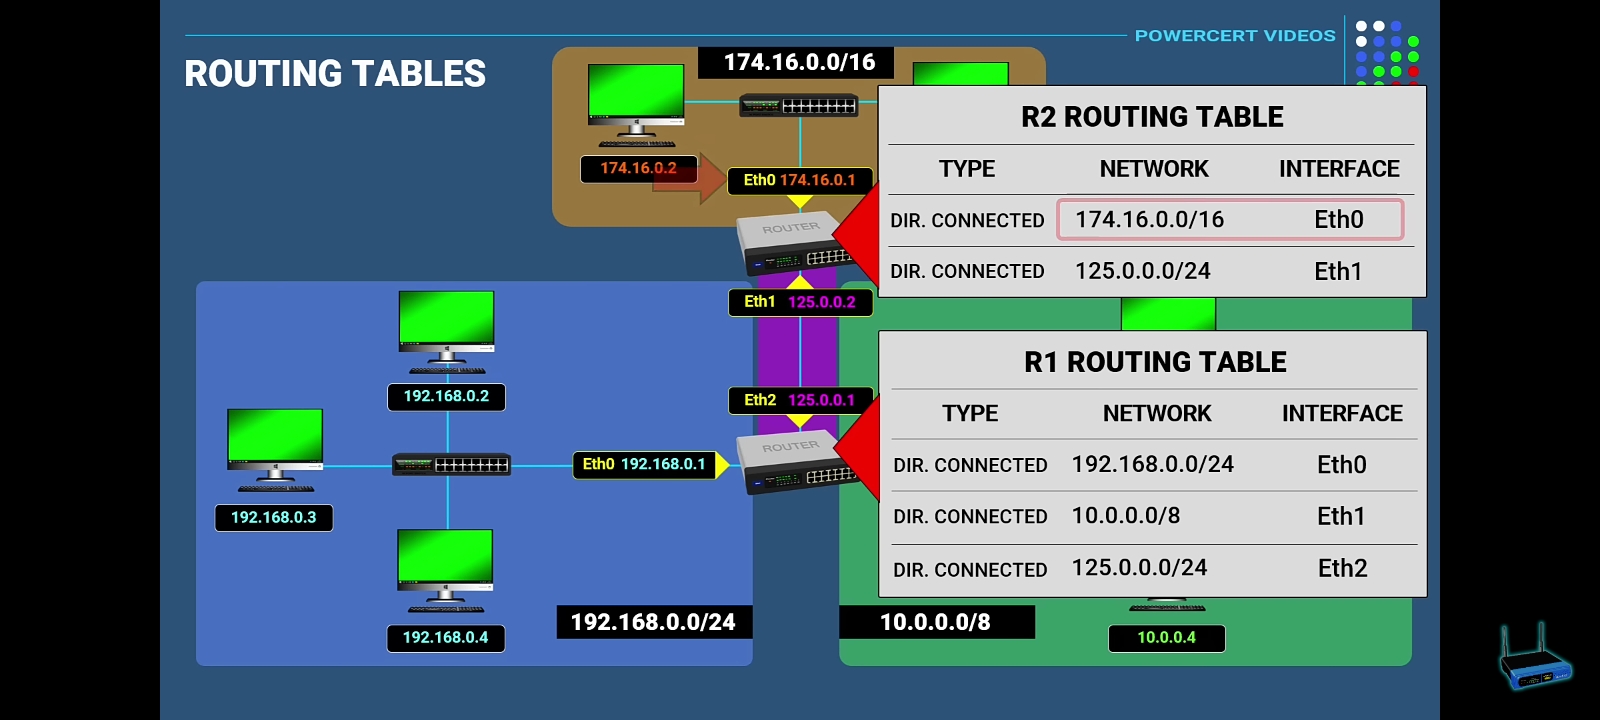 POWERCERT VIDEOS
ROUTING TABLES
174.16.0.0/16
174.16.0.2
Eth0 174.16.0.1
ROUTER
Eth1 125.0.0.2
Eth2 125.0.0.1
ROUTER
Eth0 192.168.0.1
192.168.0.2
192.168.0.3
192.168.0.4
192.168.0.0/24
R2 ROUTING TABLE
TYPE NETWORK INTERFACE
DIR. CONNECTED 174.16.0.0/16 Eth0
DIR. CONNECTED 125.0.0.0/24 Eth1
R1 ROUTING TABLE
TYPE NETWORK INTERFACE
DIR. CONNECTED 192.168.0.0/24 Eth0
DIR. CONNECTED 10.0.0.0/8 Eth1
DIR. CONNECTED 125.0.0.0/24 Eth2
10.0.0.0/8
10.0.0.4